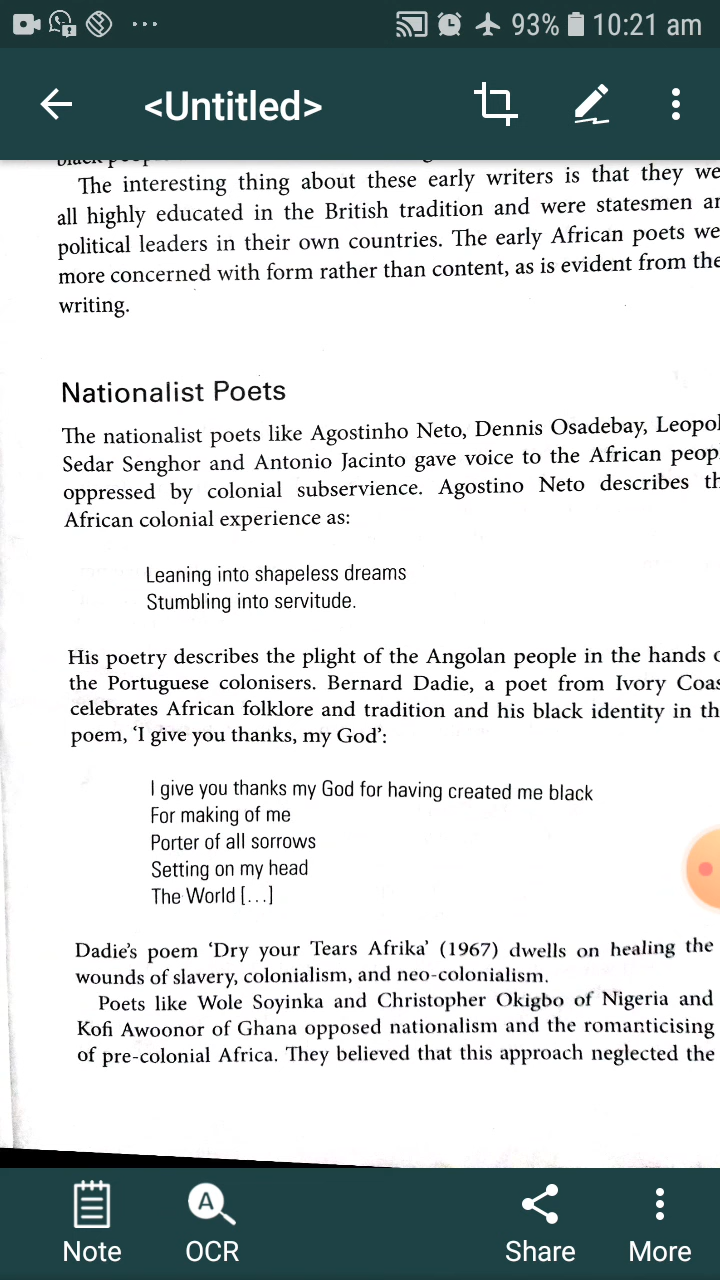 93% 10:21 am
<Untitled>
The interesting thing about these early writers is that they we
all highly educated in the British tradition and were statesmen ar
political leaders in their own countries. The early African poets we
more concerned with form rather than content, as is evident from the
writing.
Nationalist Poets
The nationalist poets like Agostinho Neto, Dennis Osadebay, Leopol
Sedar Senghor and Antonio Jacinto gave voice to the African peop
oppressed by colonial subservience. Agostino Neto describes th
African colonial experience as:
Leaning into shapeless dreams
Stumbling into servitude.
His poetry describes the plight of the Angolan people in the hands o
the Portuguese colonisers. Bernard Dadie, a poet from Ivory Coas
celebrates African folklore and tradition and his black identity in th
poem, ‘I give you thanks, my God’:
I give you thanks my God for having created me black
For making of me
Porter of all sorrows
Setting on my head
The World [...]
Dadie’s poem ‘Dry your Tears Afrika’ (1967) dwells on healing the
wounds of slavery, colonialism, and neo-colonialism.
Poets like Wole Soyinka and Christopher Okigbo of Nigeria and
Kofi Awoonor of Ghana opposed nationalism and the romanticising
of pre-colonial Africa. They believed that this approach neglected the
Note OCR Share More